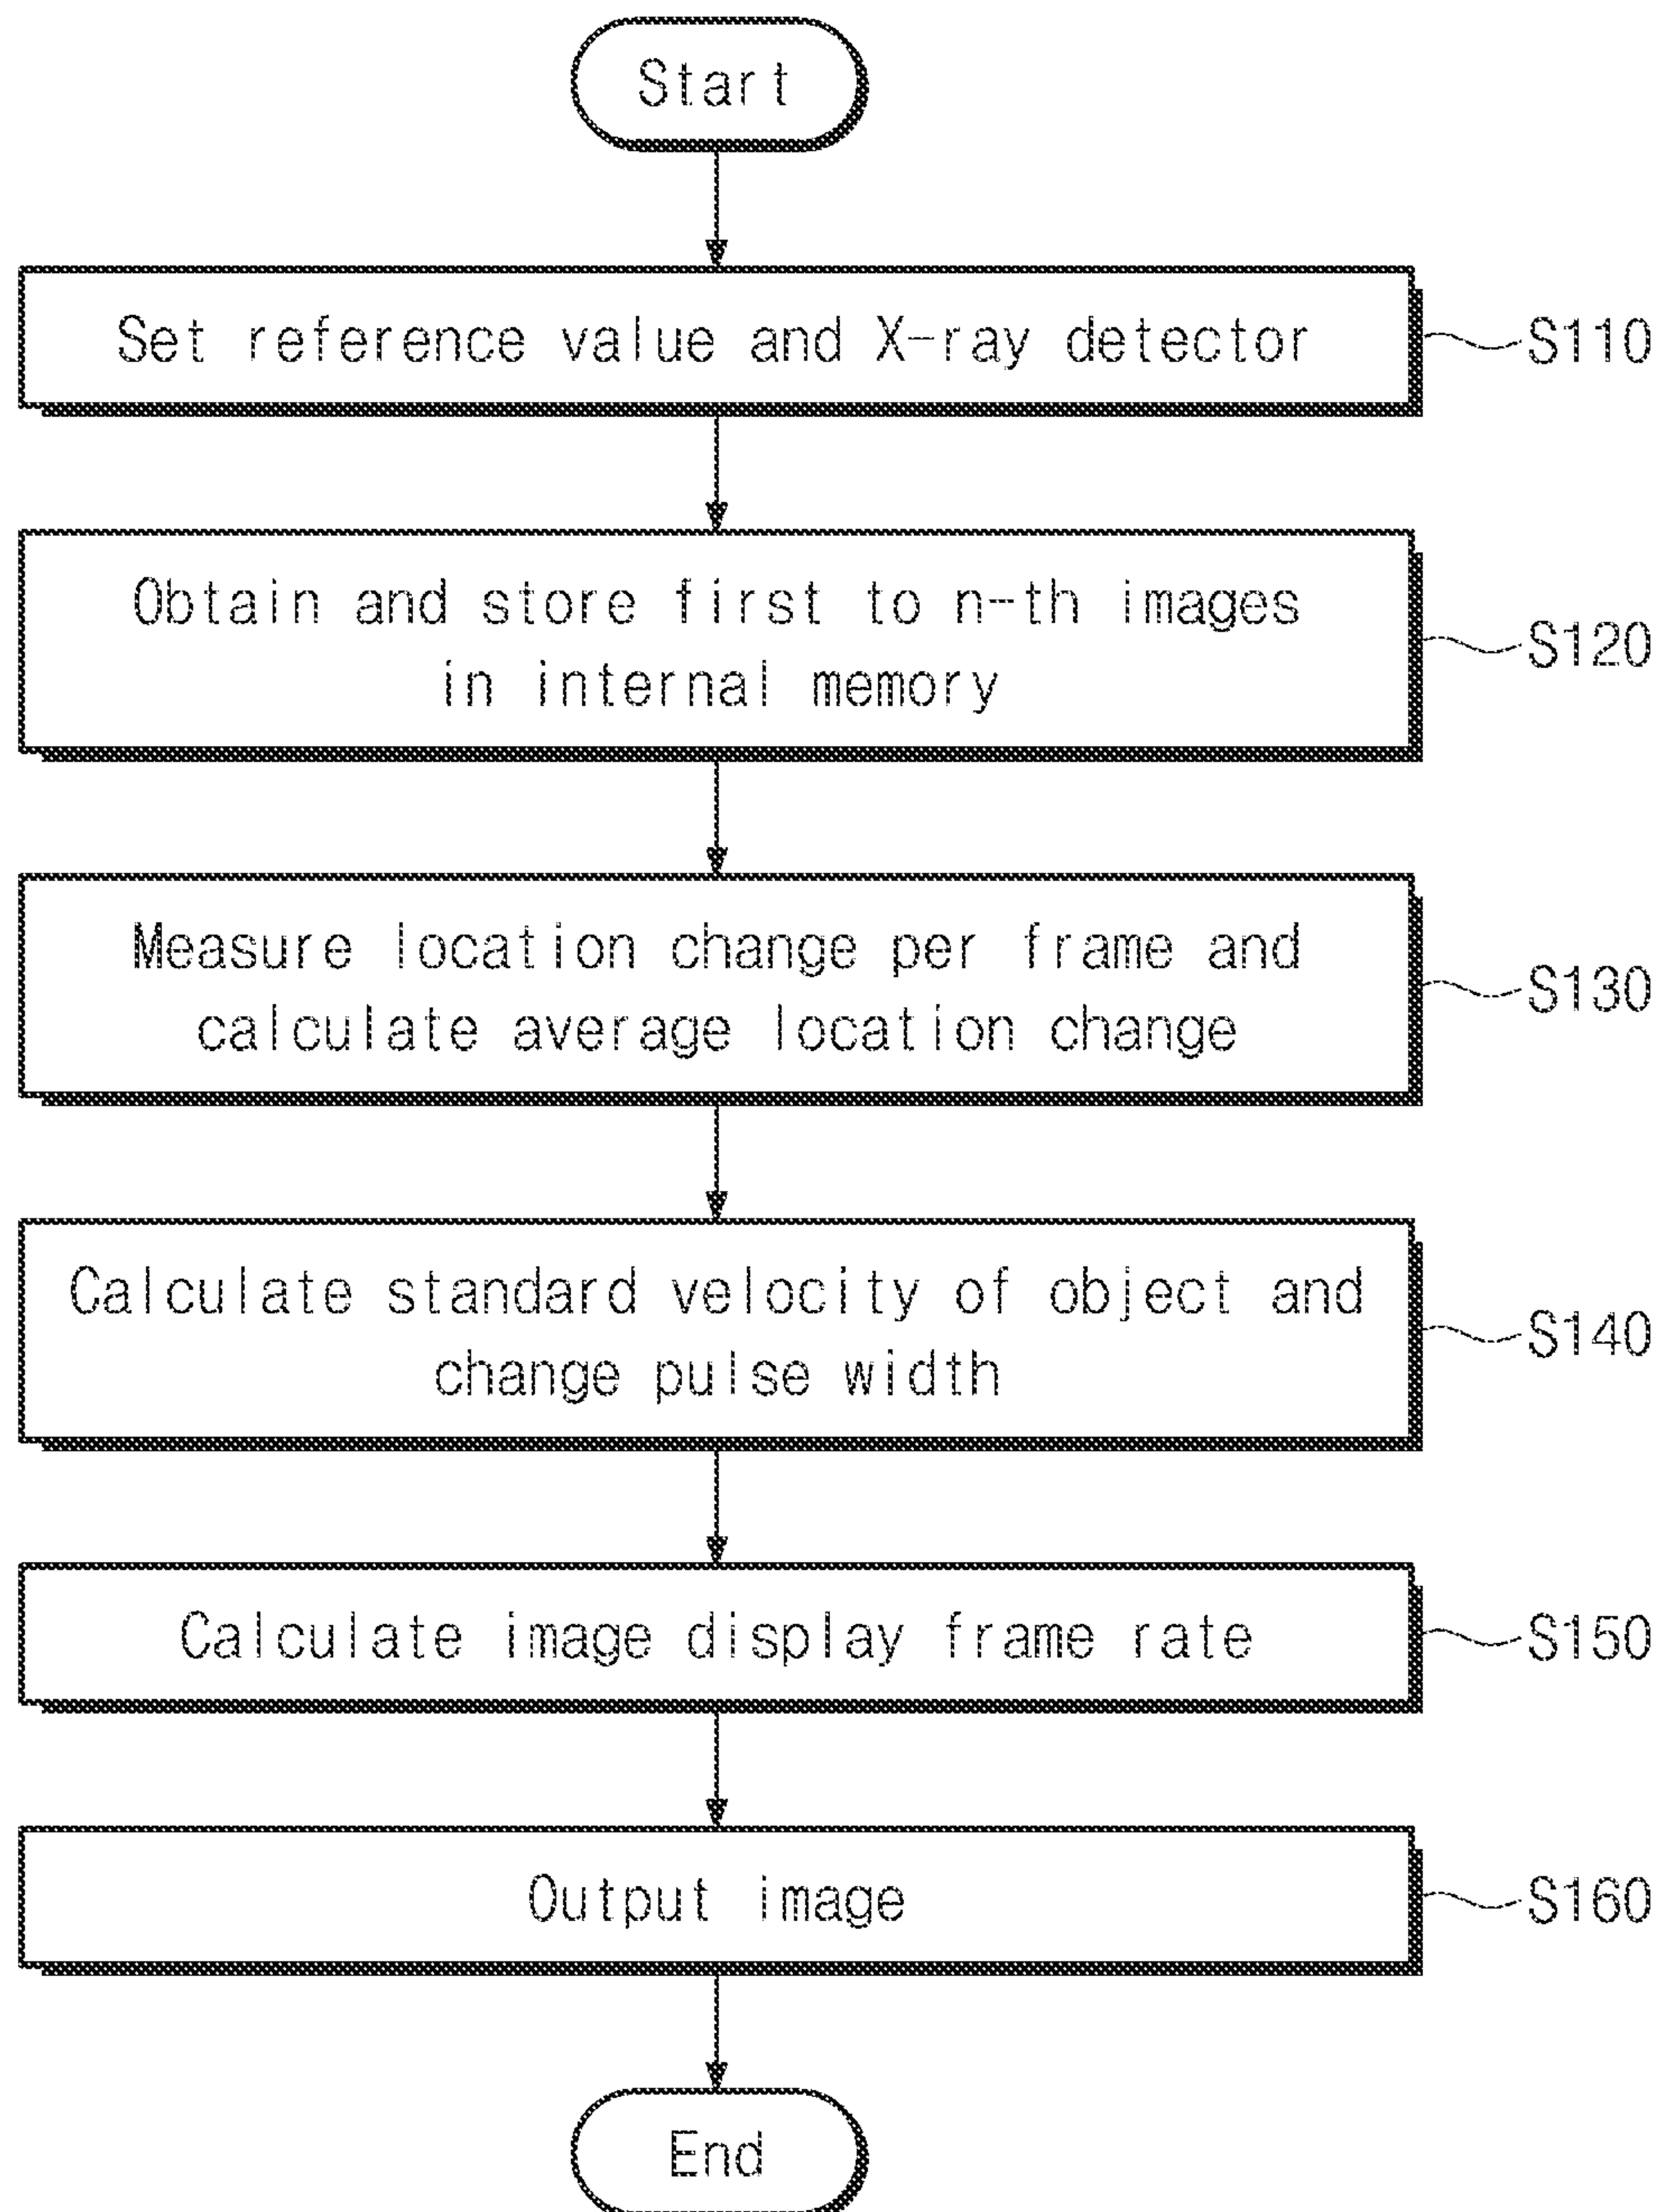 Start
Set reference value and X-ray detector
S110
Obtain and store first to n-th images
in internal memory
S120
Measure location change per frame and
calculate average location change
S130
Calculate standard velocity of object and
change pulse width
S140
Calculate image display frame rate
S150
Output image
S160
End